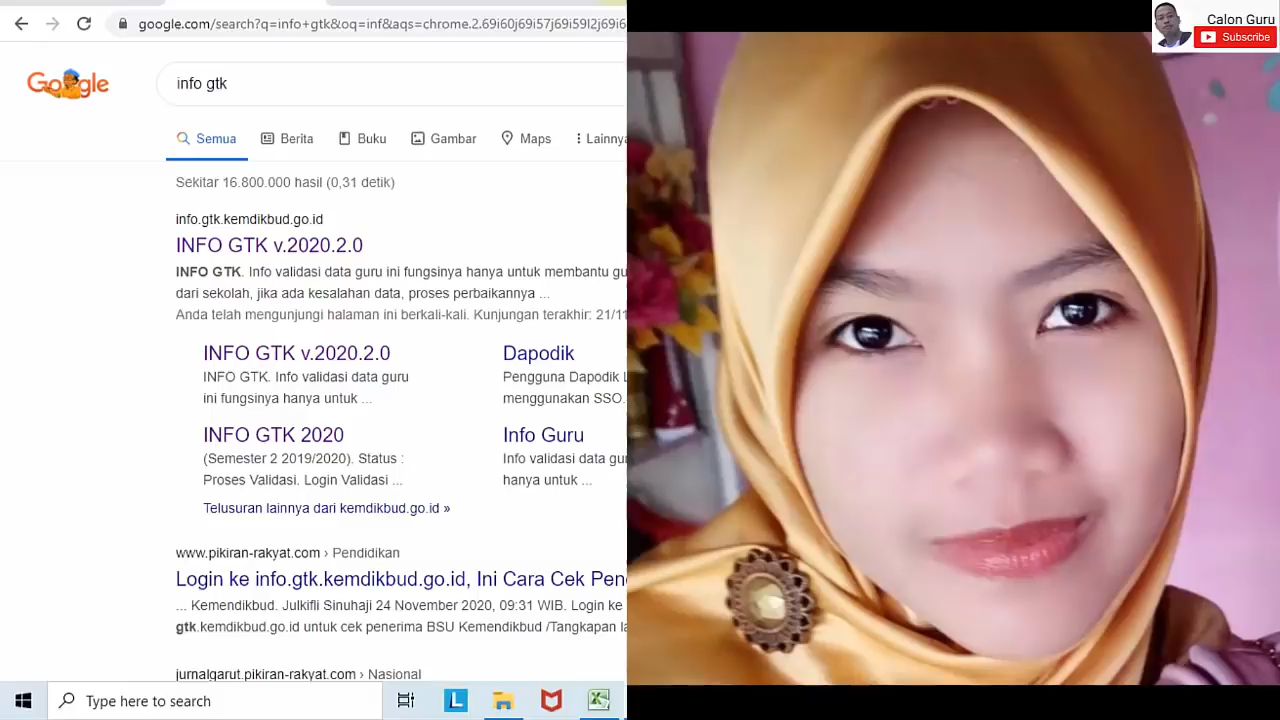 google.com/search?q=info+gtk&oq=inf&aqs=chrome.2.69i60j69i57j69i59l2j69i6
Calon Guru
Subscribe
Google
info gtk
Semua Berita Buku Gambar Maps Lainny
Sekitar 16.800.000 hasil (0,31 detik)
info.gtk.kemdikbud.go.id
INFO GTK v.2020.2.0
INFO GTK. Info validasi data guru ini fungsinya hanya untuk membantu gu
dari sekolah, jika ada kesalahan data, proses perbaikannya ...
Anda telah mengunjungi halaman ini berkali-kali. Kunjungan terakhir: 21/11
INFO GTK v.2020.2.0
INFO GTK. Info validasi data guru
ini fungsinya hanya untuk ...
Dapodik
Pengguna Dapodik L
menggunakan SSO.
INFO GTK 2020
(Semester 2 2019/2020). Status :
Proses Validasi. Login Validasi ...
Info Guru
Info validasi data gu
hanya untuk ...
Telusuran lainnya dari kemdikbud.go.id »
www.pikiran-rakyat.com › Pendidikan
Login ke info.gtk.kemdikbud.go.id, Ini Cara Cek Pen
... Kemendikbud. Julkifli Sinuhaji 24 November 2020, 09:31 WIB. Login ke
gtk.kemdikbud.go.id untuk cek penerima BSU Kemendikbud /Tangkapan l
jurnalgarut.pikiran-rakyat.com › Nasional
Type here to search